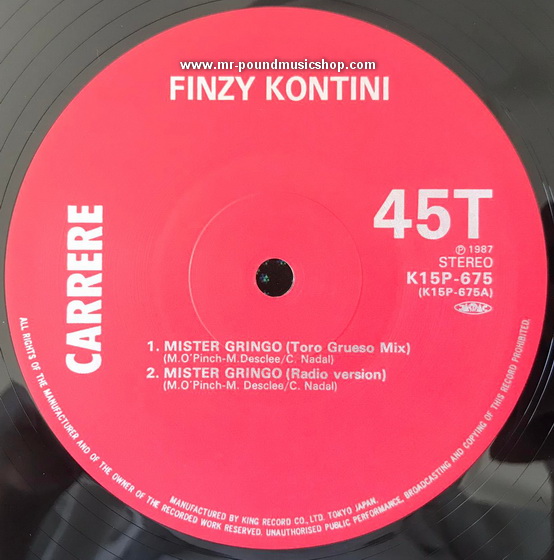 www.mr-poundmusicshop.com
FINZY KONTINI
CARRERE
45T
℗ 1987
STEREO
K15P-675
(K15P-675A)
1. MISTER GRINGO (Toro Grueso Mix)
(M.O'Pinch-M.Desclee/C. Nadal)
2. MISTER GRINGO (Radio version)
(M.O'Pinch-M. Desclee/C. Nadal)
ALL RIGHTS OF THE MANUFACTURER AND OF THE OWNER OF THE RECORDED WORK RESERVED. UNAUTHORISED PUBLIC PERFORMANCE, BROADCASTING AND COPYING OF THIS RECORD PROHIBITED.
MANUFACTURED BY KING RECORD CO., LTD. TOKYO JAPAN.